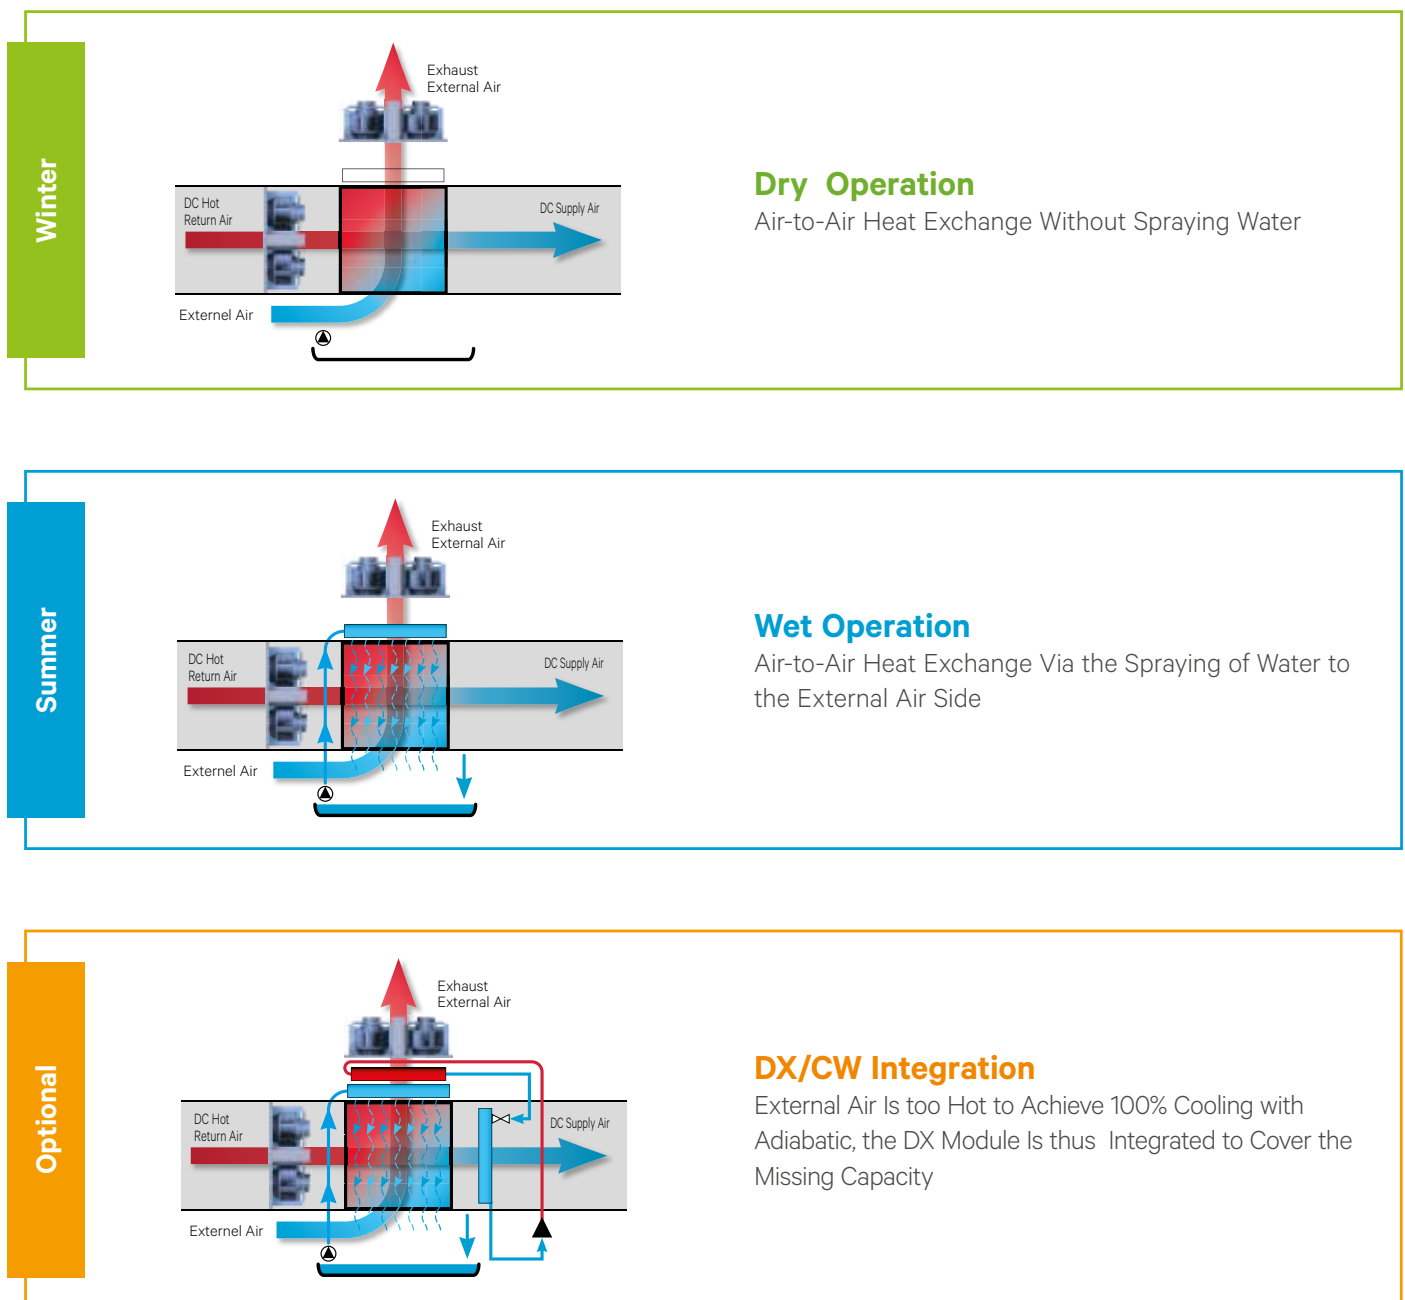 Winter
Exhaust
External Air
DC Hot
Return Air
DC Supply Air
Externel Air
Dry Operation
Air-to-Air Heat Exchange Without Spraying Water
Summer
Exhaust
External Air
DC Hot
Return Air
DC Supply Air
Externel Air
Wet Operation
Air-to-Air Heat Exchange Via the Spraying of Water to
the External Air Side
Optional
Exhaust
External Air
DC Hot
Return Air
DC Supply Air
Externel Air
DX/CW Integration
External Air Is too Hot to Achieve 100% Cooling with
Adiabatic, the DX Module Is thus Integrated to Cover the
Missing Capacity